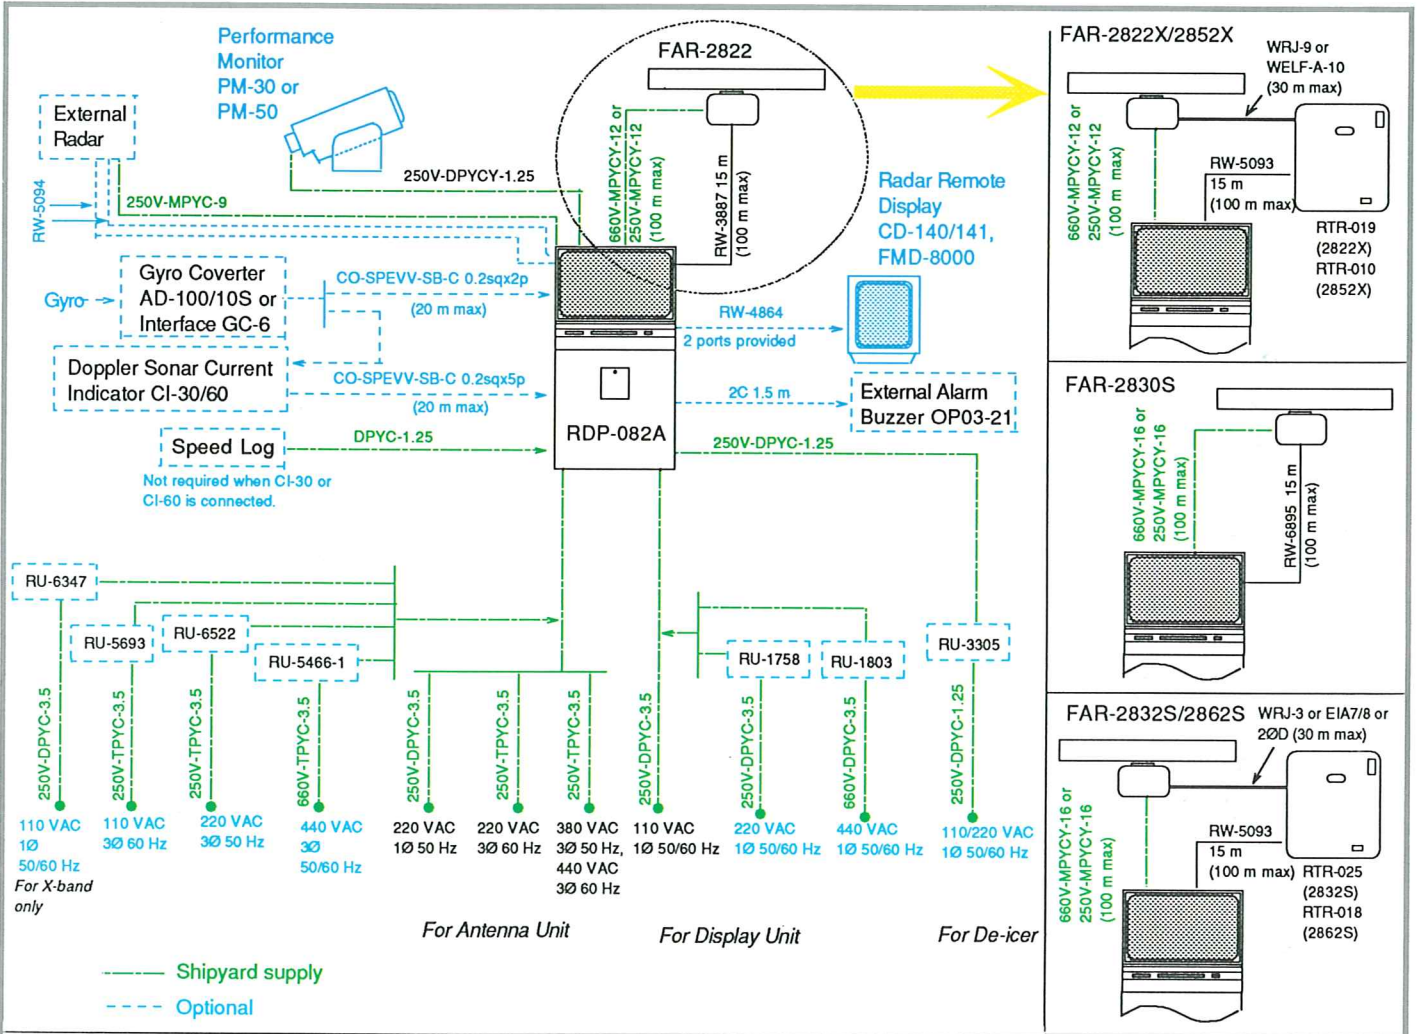 Performance
Monitor
PM-30 or
PM-50
External
Radar
RW-5094
250V-MPYC-9
250V-DPYCY-1.25
FAR-2822
660V-MPYCY-12 or
250V-MPYCY-12
(100 m max)
RW-3887 15 m
(100 m max)
Radar Remote
Display
CD-140/141,
FMD-8000
Gyro
Gyro Coverter
AD-100/10S or
Interface GC-6
CO-SPEVV-SB-C 0.2sqx2p
(20 m max)
Doppler Sonar Current
Indicator CI-30/60
CO-SPEVV-SB-C 0.2sqx5p
(20 m max)
Speed Log
DPYC-1.25
Not required when CI-30 or
CI-60 is connected.
RDP-082A
RW-4864
2 ports provided
2C 1.5 m
External Alarm
Buzzer OP03-21
250V-DPYC-1.25
RU-6347
RU-5693
RU-6522
RU-5466-1
RU-1758
RU-1803
RU-3305
250V-DPYC-3.5
250V-TPYC-3.5
250V-TPYC-3.5
660V-TPYC-3.5
250V-DPYC-3.5
250V-TPYC-3.5
250V-TPYC-3.5
250V-DPYC-3.5
250V-DPYC-3.5
660V-DPYC-3.5
250V-DPYC-1.25
110 VAC
1Ø
50/60 Hz
For X-band
only
110 VAC
3Ø 60 Hz
220 VAC
3Ø 50 Hz
440 VAC
3Ø
50/60 Hz
220 VAC
1Ø 50 Hz
220 VAC
3Ø 60 Hz
380 VAC
3Ø 50 Hz,
440 VAC
3Ø 60 Hz
110 VAC
1Ø 50/60 Hz
220 VAC
1Ø 50/60 Hz
440 VAC
1Ø 50/60 Hz
110/220 VAC
1Ø 50/60 Hz
For Antenna Unit
For Display Unit
For De-icer
Shipyard supply
Optional
FAR-2822X/2852X
WRJ-9 or
WELF-A-10
(30 m max)
660V-MPYCY-12 or
250V-MPYCY-12
(100 m max)
RW-5093
15 m
(100 m max)
RTR-019
(2822X)
RTR-010
(2852X)
FAR-2830S
660V-MPYCY-16 or
250V-MPYCY-16
(100 m max)
RW-6895 15 m
(100 m max)
FAR-2832S/2862S
WRJ-3 or EIA7/8 or
2ØD (30 m max)
660V-MPYCY-16 or
250V-MPYCY-16
(100 m max)
RW-5093
15 m
(100 m max)
RTR-025
(2832S)
RTR-018
(2862S)